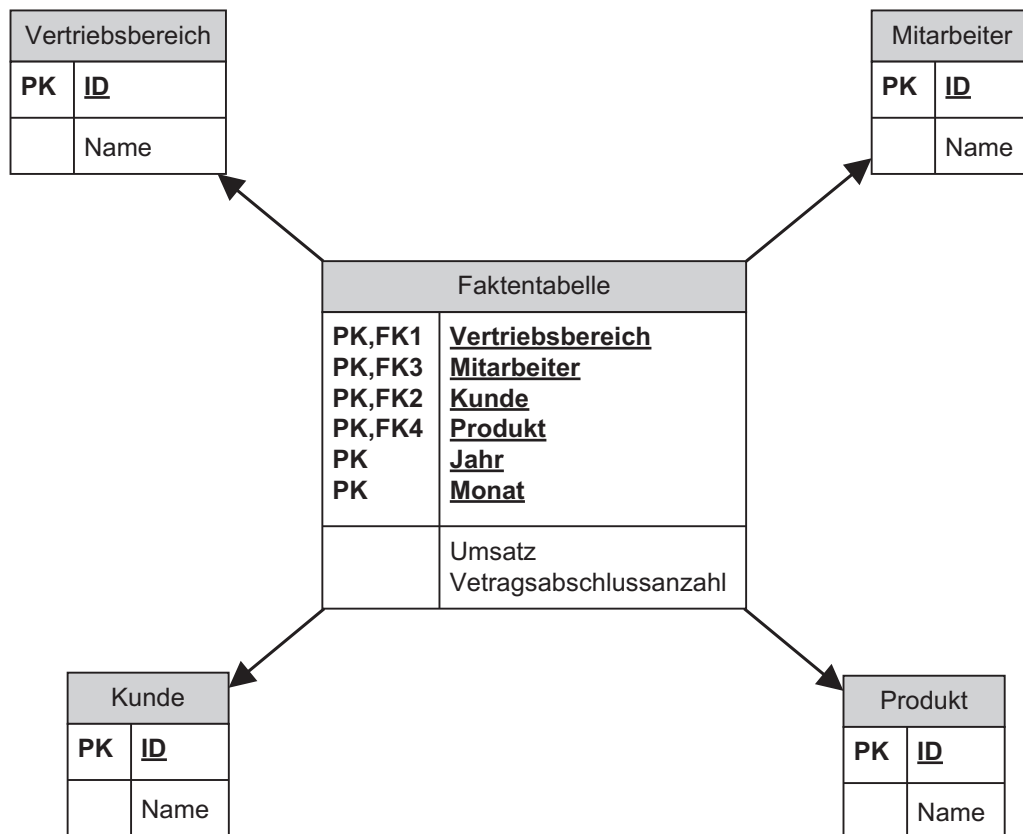 Vertriebsbereich
PK ID
Name
Mitarbeiter
PK ID
Name
Faktentabelle
PK,FK1 Vertriebsbereich
PK,FK3 Mitarbeiter
PK,FK2 Kunde
PK,FK4 Produkt
PK Jahr
PK Monat
Umsatz
Vetragsabschlussanzahl
Kunde
PK ID
Name
Produkt
PK ID
Name